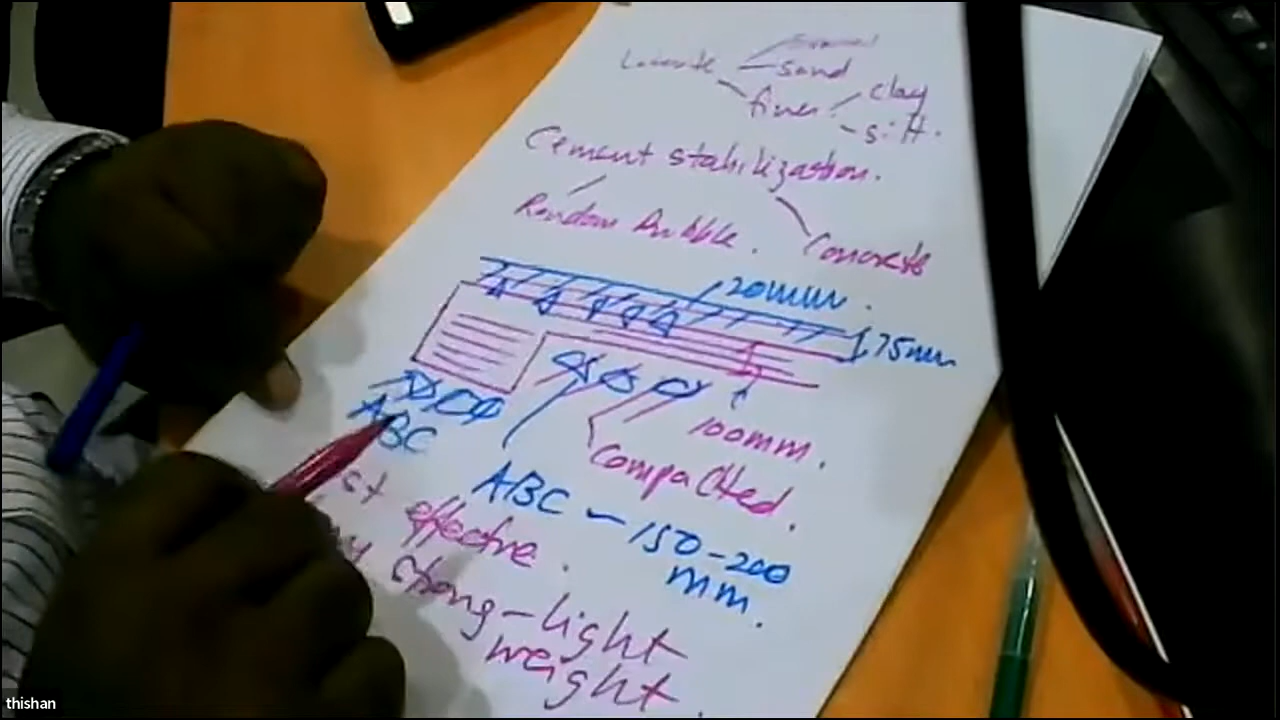 sand
fines clay
silt.
Cement stabilization.
Random Rubble. Concrete
20mm.
75mm
100mm.
ABC
Compacted.
ABC ~ 150-200
mm.
effective.
strong - light
weight.
thishan